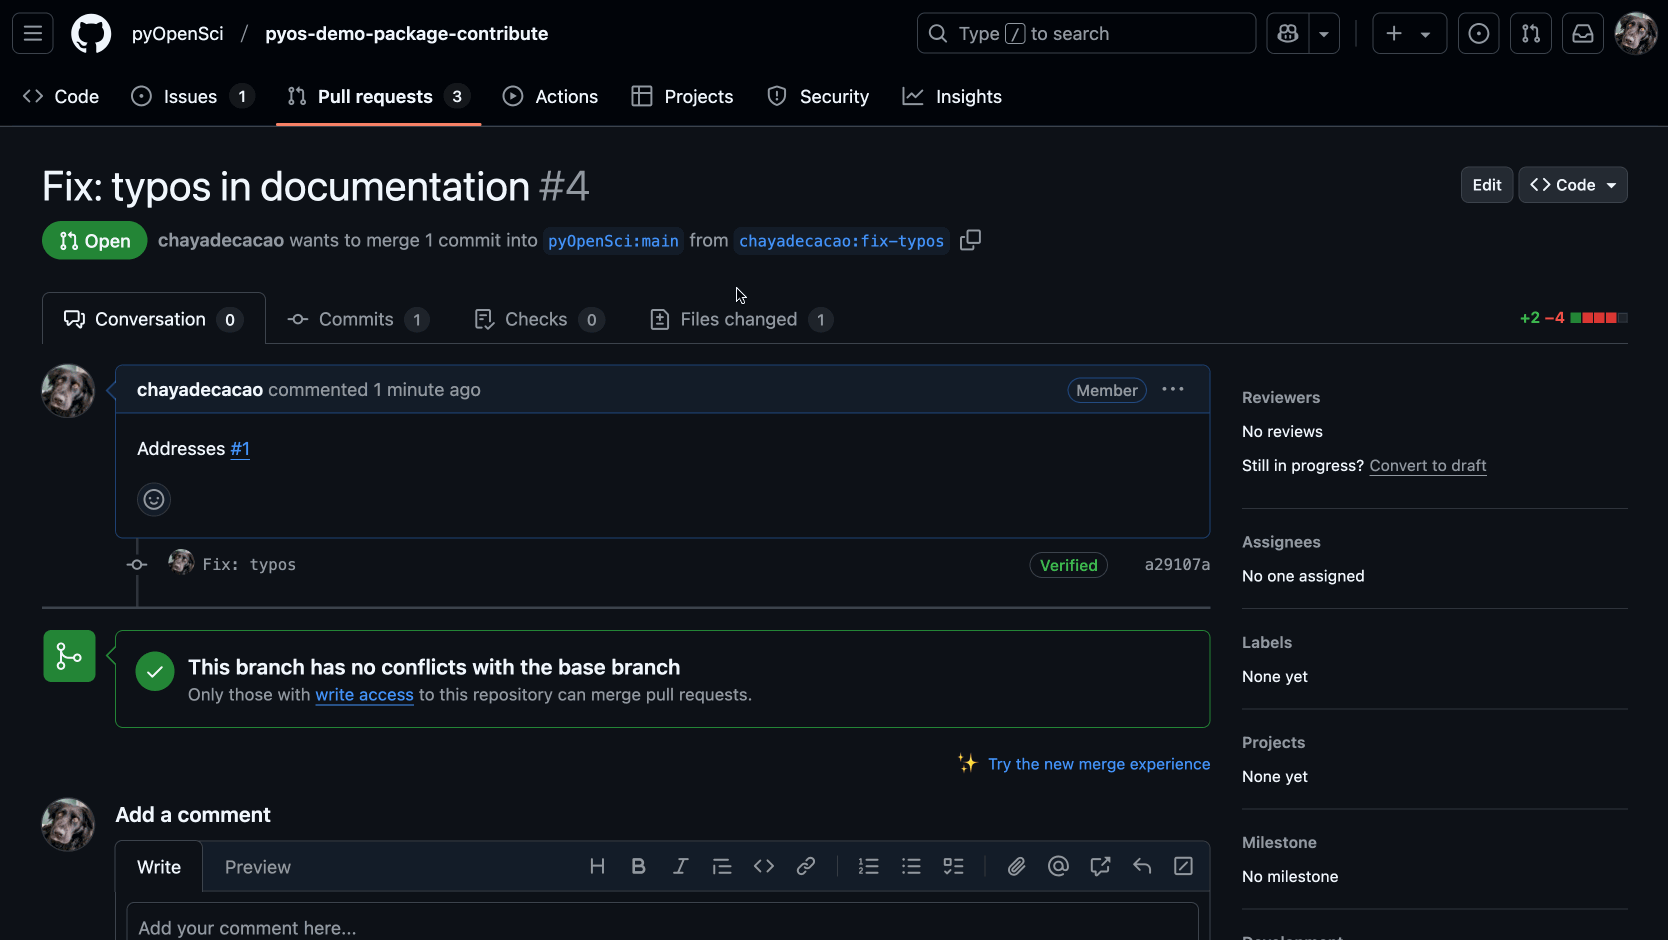 pyOpenSci / pyos-demo-package-contribute
Type / to search
Code
Issues 1
Pull requests 3
Actions
Projects
Security
Insights
Fix: typos in documentation #4
Edit
<> Code
Open
chayadecacao wants to merge 1 commit into pyOpenSci:main from chayadecacao:fix-typos
Conversation 0
Commits 1
Checks 0
Files changed 1
+2 −4
chayadecacao commented 1 minute ago
Member
Addresses #1
Fix: typos
Verified
a29107a
This branch has no conflicts with the base branch
Only those with write access to this repository can merge pull requests.
Try the new merge experience
Add a comment
Write
Preview
Add your comment here...
Reviewers
No reviews
Still in progress? Convert to draft
Assignees
No one assigned
Labels
None yet
Projects
None yet
Milestone
No milestone
Development